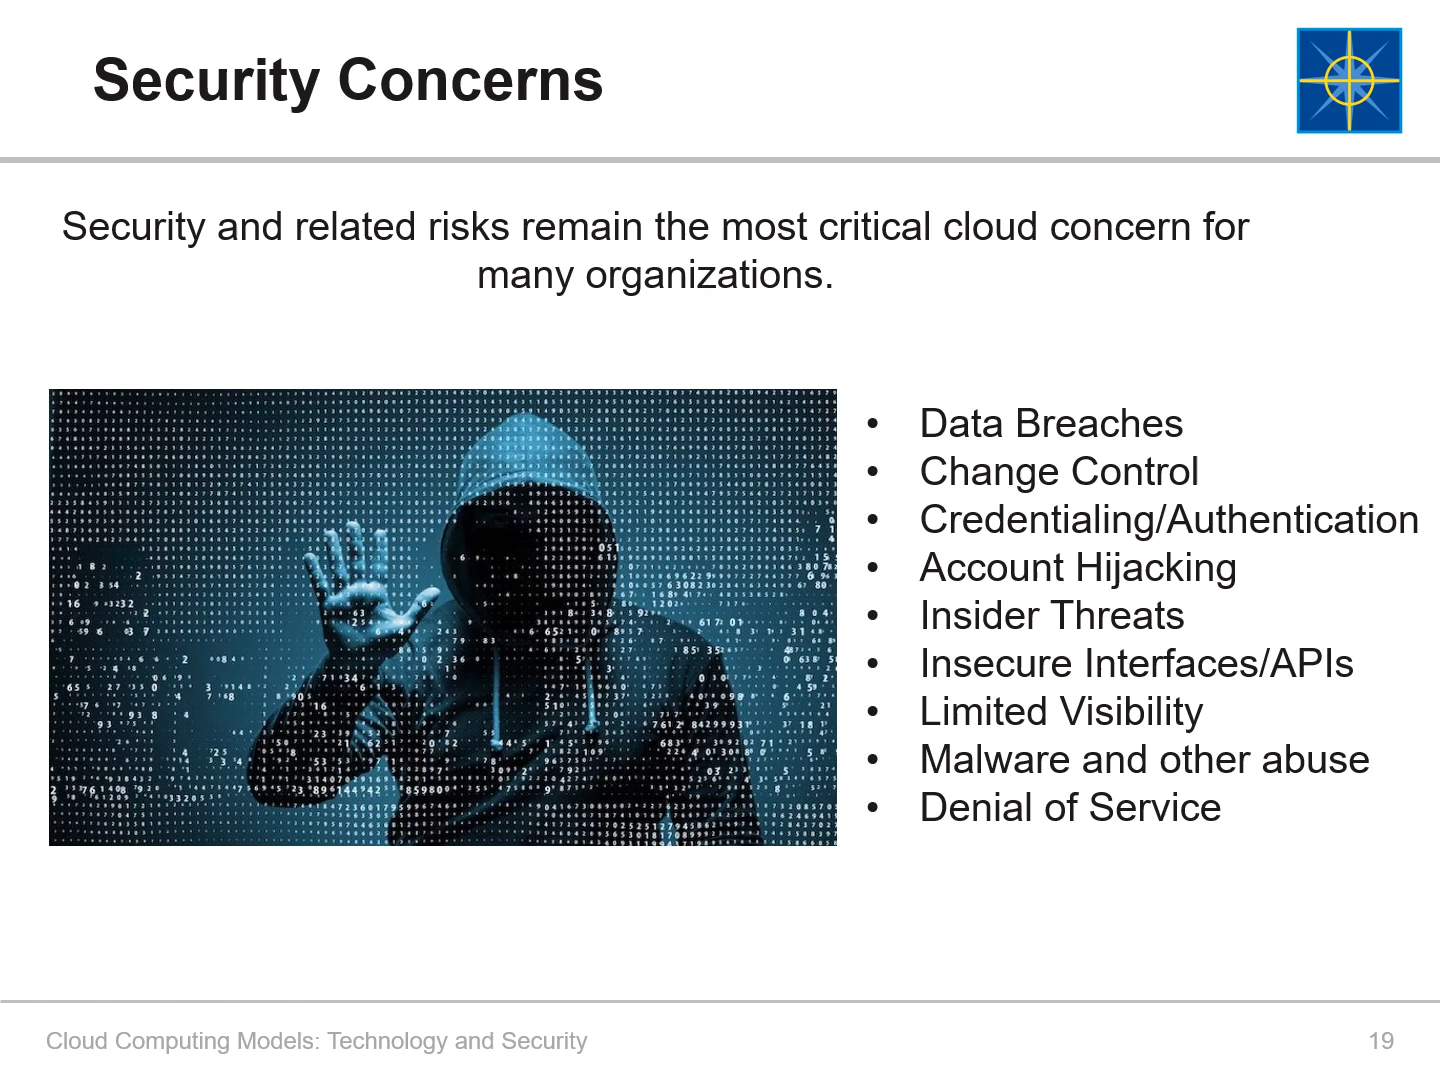 Security Concerns
Security and related risks remain the most critical cloud concern for
many organizations.
• Data Breaches
• Change Control
• Credentialing/Authentication
• Account Hijacking
• Insider Threats
• Insecure Interfaces/APIs
• Limited Visibility
• Malware and other abuse
• Denial of Service
Cloud Computing Models: Technology and Security
19